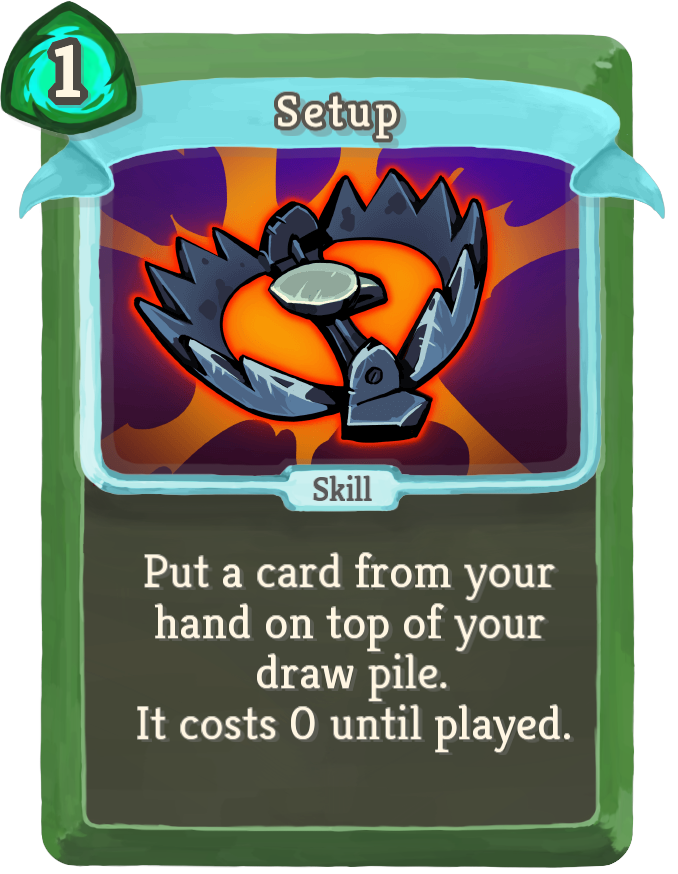 1
Setup
Skill
Put a card from your
hand on top of your
draw pile.
It costs 0 until played.